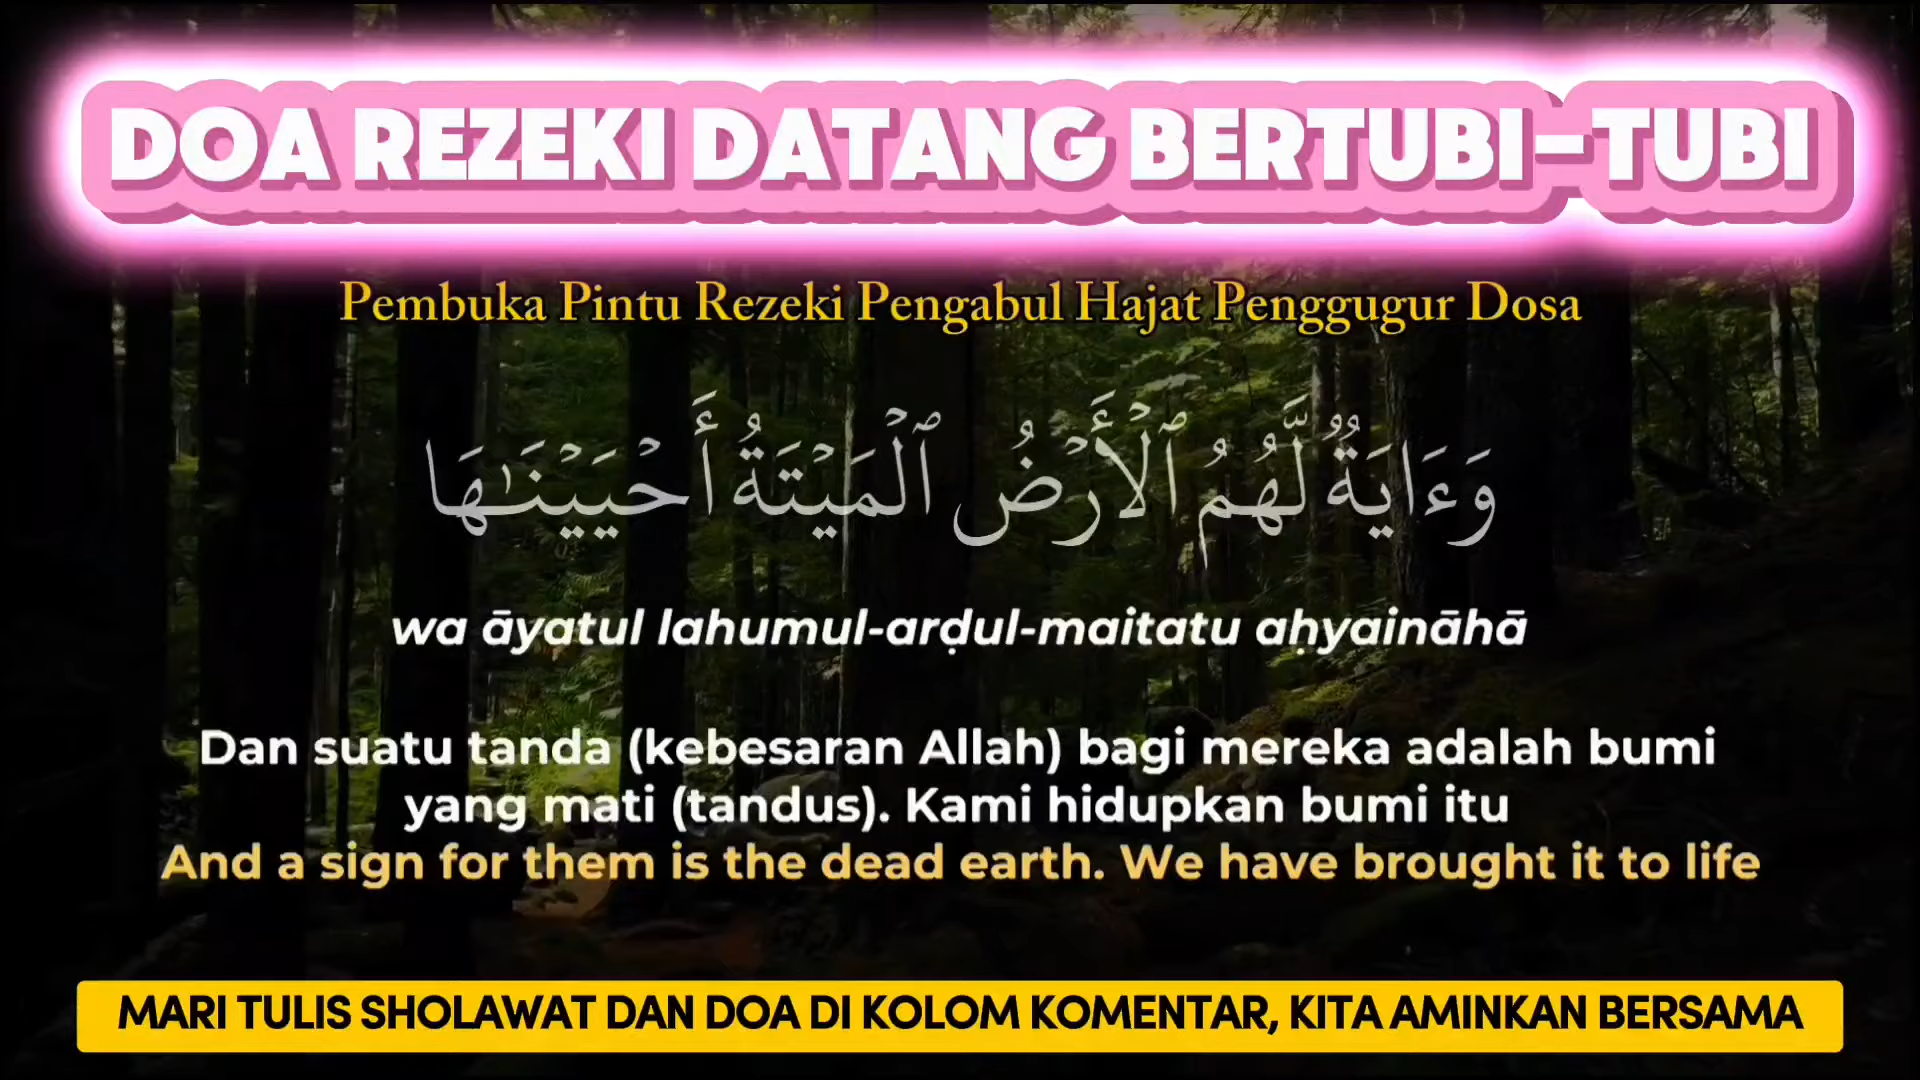 DOA REZEKI DATANG BERTUBI-TUBI
Pembuka Pintu Rezeki Pengabul Hajat Penggugur Dosa
وَءَايَةٌ لَّهُمُ ٱلْأَرْضُ ٱلْمَيْتَةُ أَحْيَيْنَـٰهَا
wa āyatul lahumul-arḍul-maitatu aḥyaināhā
Dan suatu tanda (kebesaran Allah) bagi mereka adalah bumi
yang mati (tandus). Kami hidupkan bumi itu
And a sign for them is the dead earth. We have brought it to life
MARI TULIS SHOLAWAT DAN DOA DI KOLOM KOMENTAR, KITA AMINKAN BERSAMA